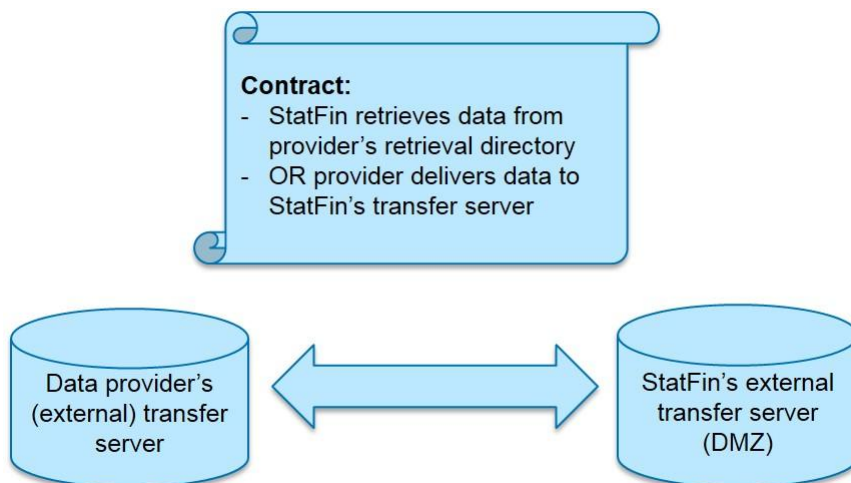 Contract:
- StatFin retrieves data from
provider's retrieval directory
- OR provider delivers data to
StatFin's transfer server
Data provider's
(external) transfer
server
StatFin's external
transfer server
(DMZ)